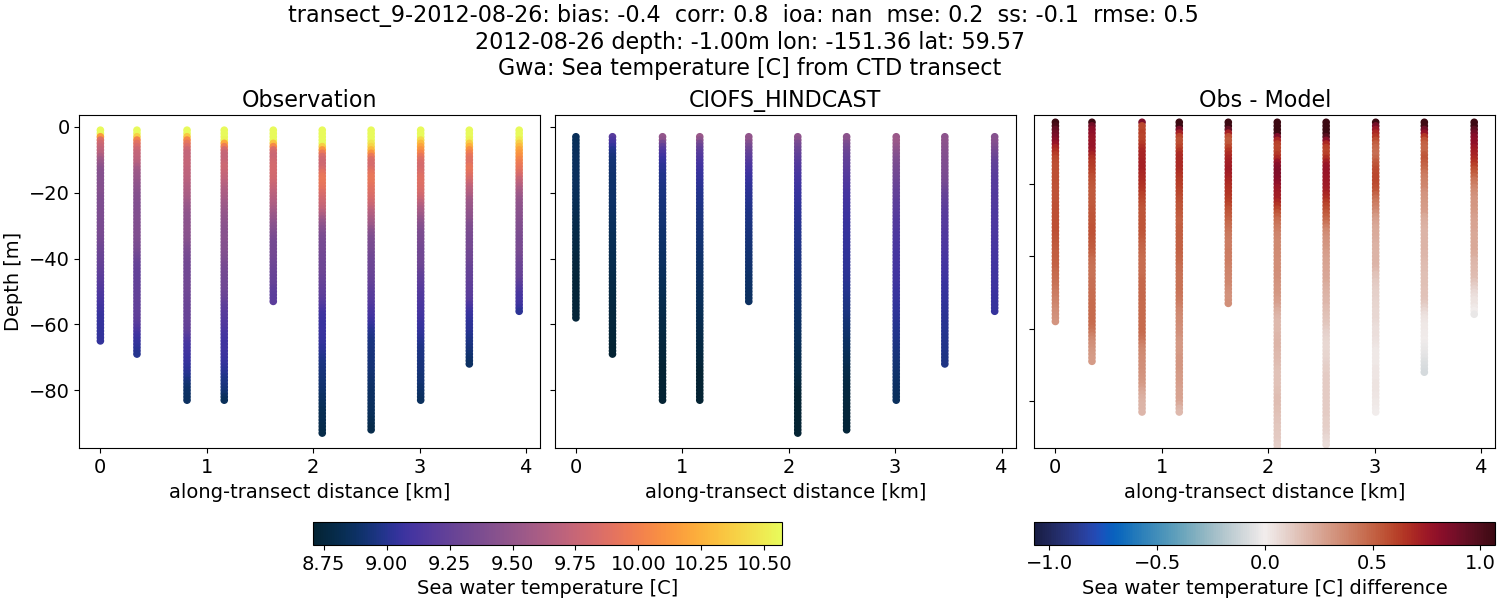 transect_9-2012-08-26: bias: -0.4  corr: 0.8  ioa: nan  mse: 0.2  ss: -0.1  rmse: 0.5
2012-08-26 depth: -1.00m lon: -151.36 lat: 59.57
Gwa: Sea temperature [C] from CTD transect
Observation
CIOFS_HINDCAST
Obs - Model
Depth [m]
0
−20
−40
−60
−80
0 1 2 3 4
0 1 2 3 4
0 1 2 3 4
along-transect distance [km]
along-transect distance [km]
along-transect distance [km]
8.75 9.00 9.25 9.50 9.75 10.00 10.25 10.50
Sea water temperature [C]
−1.0 −0.5 0.0 0.5 1.0
Sea water temperature [C] difference